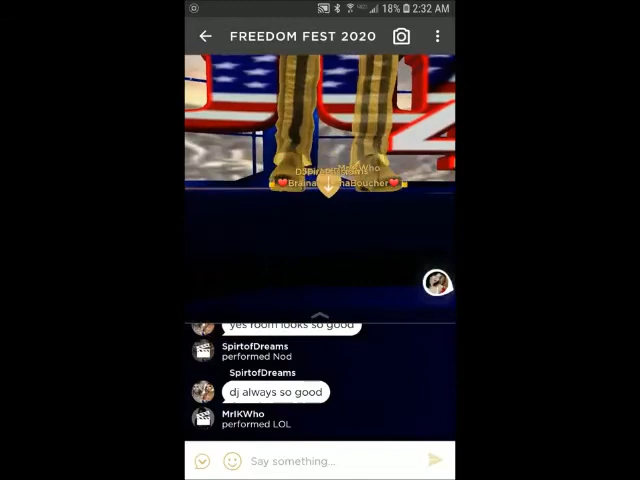 18% 2:32 AM
FREEDOM FEST 2020
yes room looks so good
SpirtofDreams
performed Nod
SpirtofDreams
dj always so good
MrIKWho
performed LOL
Say something...